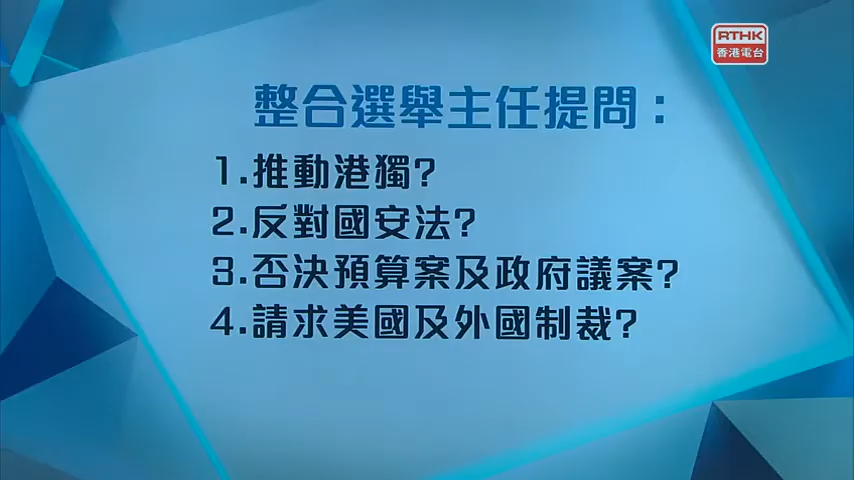 RTHK
香港電台
整合選舉主任提問：
1.推動港獨?
2.反對國安法?
3.否決預算案及政府議案?
4.請求美國及外國制裁?